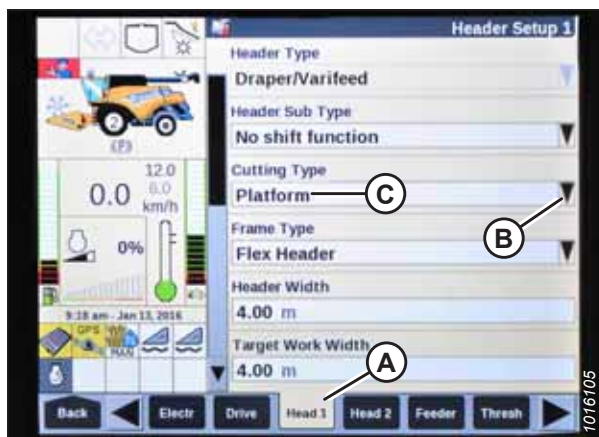 Header Setup 1
Header Type
Draper/Varifeed
Header Sub Type
No shift function
Cutting Type
Platform
C
B
Frame Type
Flex Header
Header Width
4.00 m
Target Work Width
4.00 m
A
(P)
12.0
0.0 6.0
km/h
0%
9:18 am - Jan 13, 2016
GPS
MAN
Back Electr Drive Head 1 Head 2 Feeder Thresh
1016105